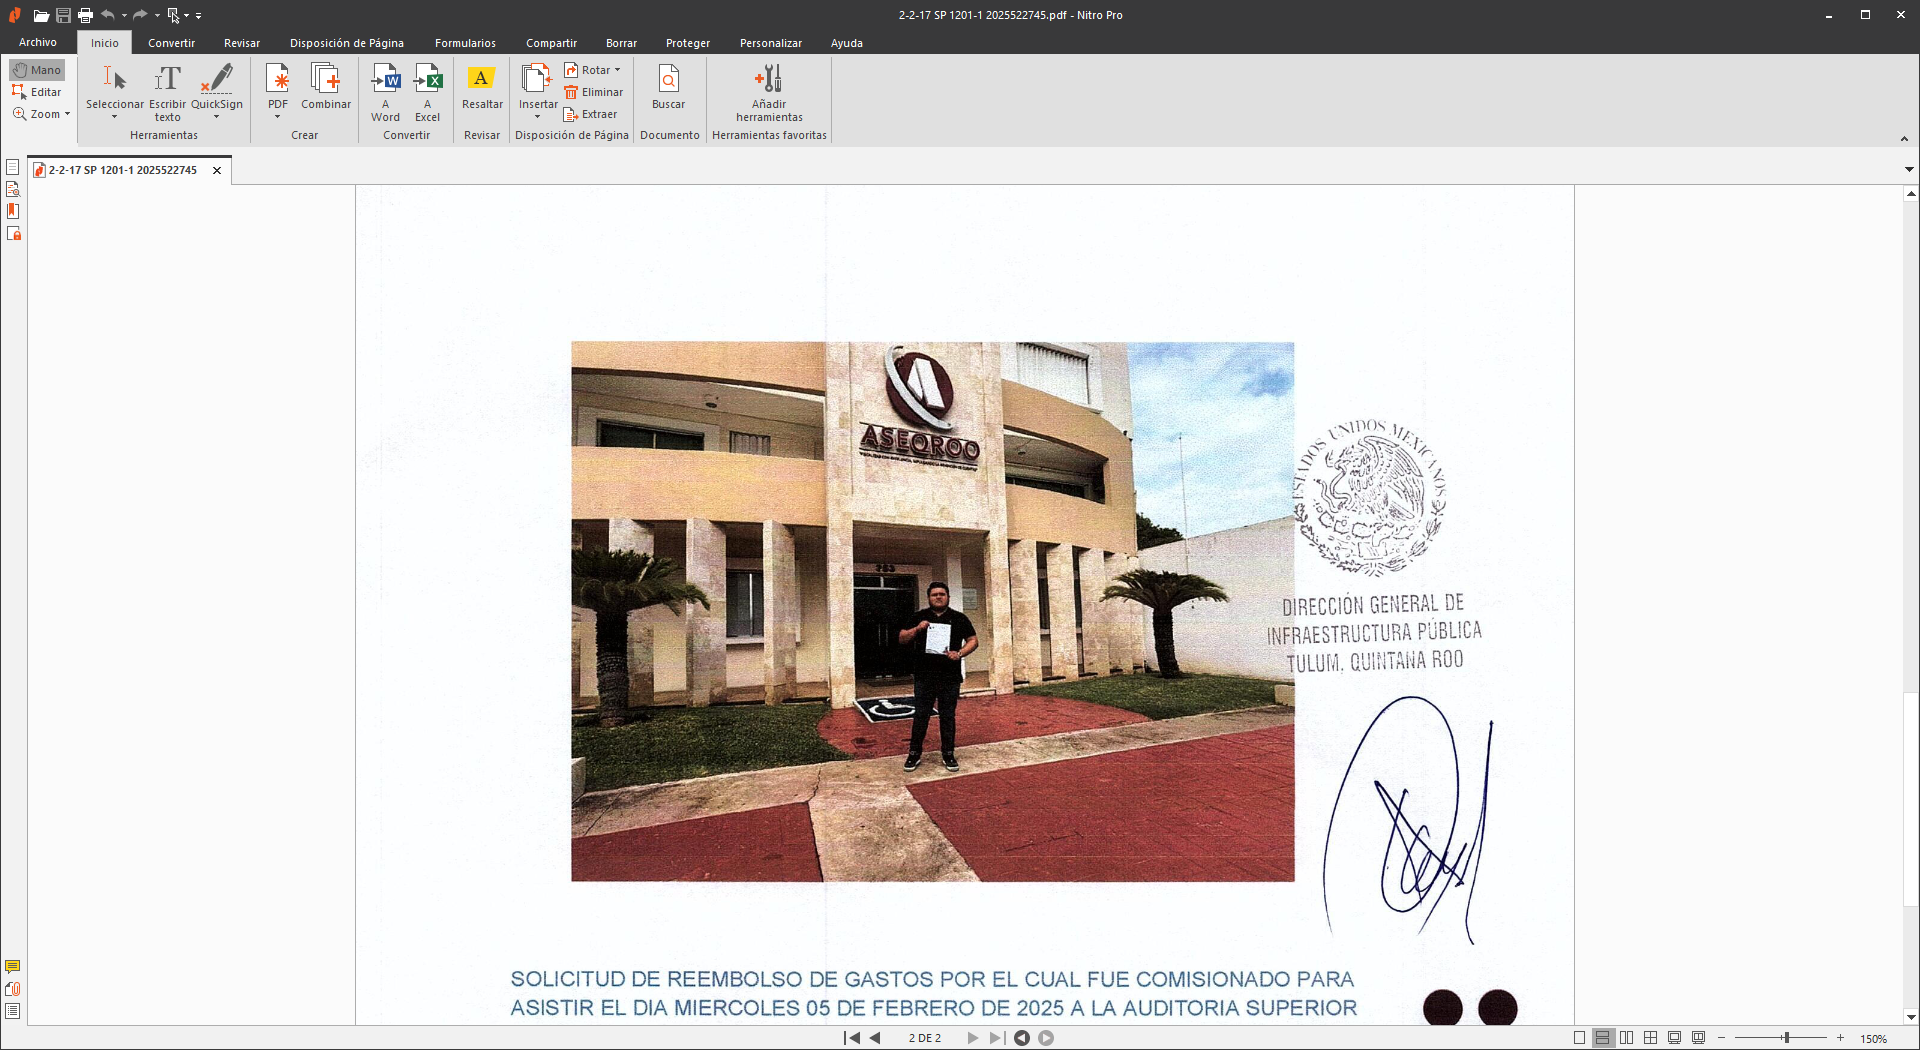 2-2-17 SP 1201-1 2025522745.pdf - Nitro Pro
Archivo
Inicio
Convertir
Revisar
Disposición de Página
Formularios
Compartir
Borrar
Proteger
Personalizar
Ayuda
Mano
Editar
Zoom
Seleccionar
Escribir texto
QuickSign
Herramientas
PDF
Combinar
Crear
A Word
A Excel
Convertir
Resaltar
Revisar
Insertar
Rotar
Eliminar
Extraer
Disposición de Página
Buscar
Documento
Añadir herramientas
Herramientas favoritas
2-2-17 SP 1201-1 2025522745
ASEQROO
253
ESTADOS UNIDOS MEXICANOS
DIRECCIÓN GENERAL DE
INFRAESTRUCTURA PÚBLICA
TULUM, QUINTANA ROO
SOLICITUD DE REEMBOLSO DE GASTOS POR EL CUAL FUE COMISIONADO PARA
ASISTIR EL DIA MIERCOLES 05 DE FEBRERO DE 2025 A LA AUDITORIA SUPERIOR
2 DE 2
150%